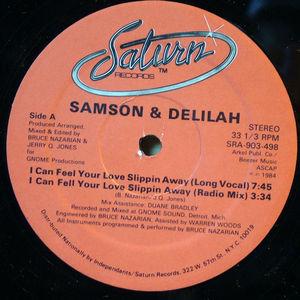 Saturn
TM
RECORDS
SAMSON & DELILAH
Side A
Produced Arranged,
Mixed & Edited by
BRUCE NAZARIAN &
JERRY Q. JONES
for
GNOME Productions
STEREO
33 1/3 RPM
SRA-903-498
Arkel Publ. Co./
Beezer Music
ASCAP
℗ 1984
I Can Feel Your Love Slippin Away (Long Vocal) 7:45
I Can Fell Your Love Slippin Away (Radio Mix) 3:34
(B. Nazarian, J.Q. Jones)
Mix Assistance: DUANE BRADLEY
Recorded and Mixed at GNOME SOUND, Detroit, Mich.
Engineered by BRUCE NAZARIAN, Assisted by WARREN WOODS
All Instruments programmed & performed by BRUCE NAZARIAN
Distributed Nationally by Independents/Saturn Records, 322 W. 57th St., N.Y.C. 10019